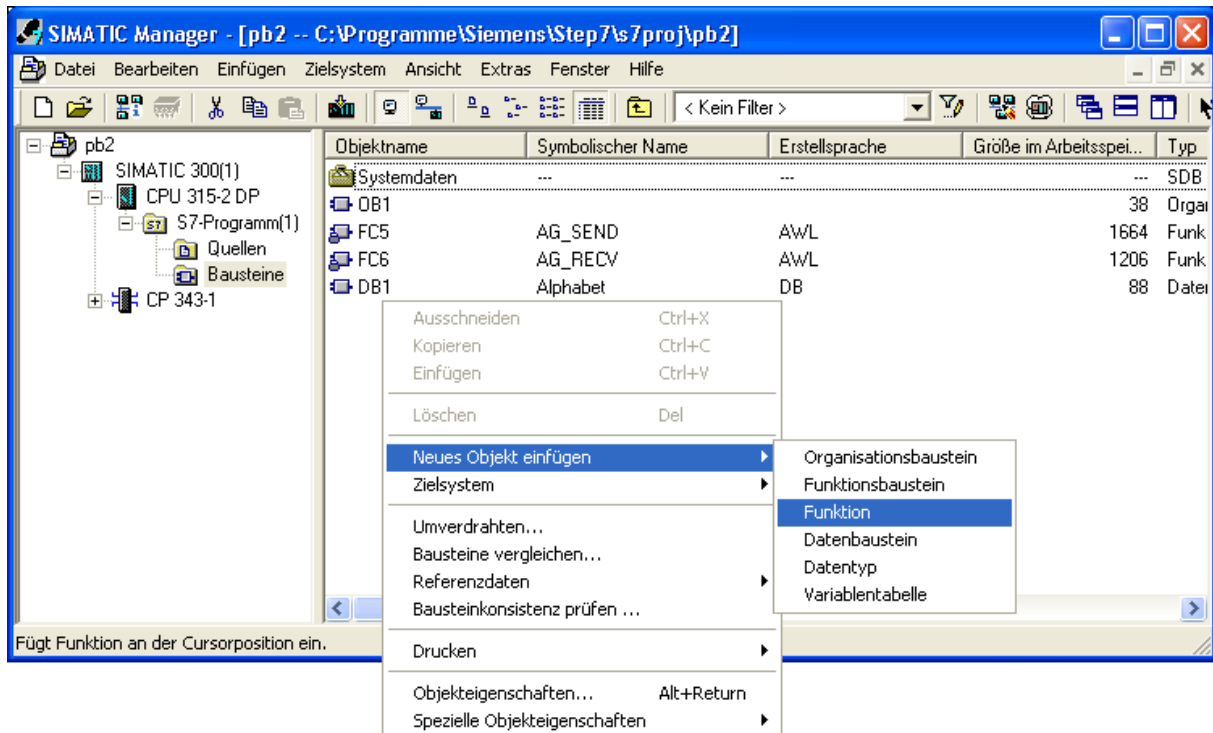 SIMATIC Manager - [pb2 -- C:\Programme\Siemens\Step7\s7proj\pb2]
Datei Bearbeiten Einfügen Zielsystem Ansicht Extras Fenster Hilfe
< Kein Filter >
pb2
SIMATIC 300(1)
CPU 315-2 DP
S7-Programm(1)
Quellen
Bausteine
CP 343-1
Objektname Symbolischer Name Erstellsprache Größe im Arbeitsspei... Typ
Systemdaten --- --- --- SDB
OB1 38 Orgai
FC5 AG_SEND AWL 1664 Funk
FC6 AG_RECV AWL 1206 Funk
DB1 Alphabet DB 88 Daten
Ausschneiden Ctrl+X
Kopieren Ctrl+C
Einfügen Ctrl+V
Löschen Del
Neues Objekt einfügen
Zielsystem
Umverdrahten...
Bausteine vergleichen...
Referenzdaten
Bausteinkonsistenz prüfen ...
Drucken
Objekteigenschaften... Alt+Return
Spezielle Objekteigenschaften
Organisationsbaustein
Funktionsbaustein
Funktion
Datenbaustein
Datentyp
Variablentabelle
Fügt Funktion an der Cursorposition ein.